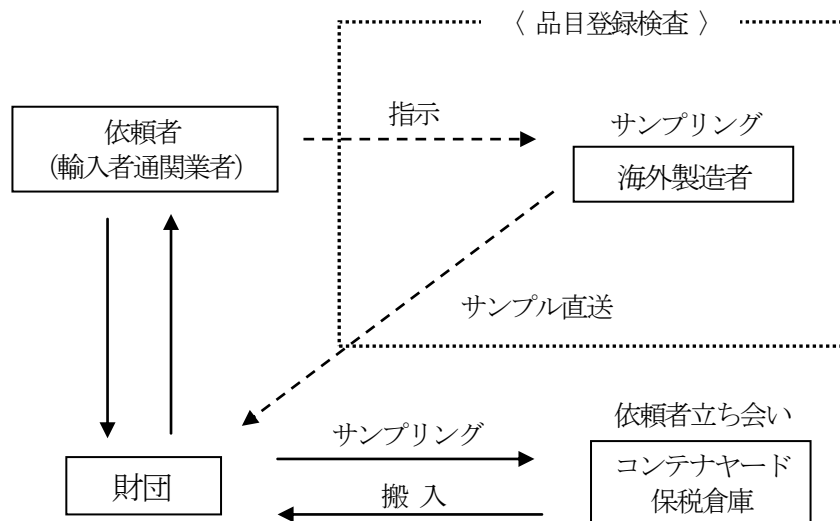 〈 品目登録検査 〉
指示
依頼者
(輸入者通関業者)
サンプリング
海外製造者
サンプル直送
依頼者立ち会い
サンプリング
コンテナヤード
保税倉庫
財団
搬 入